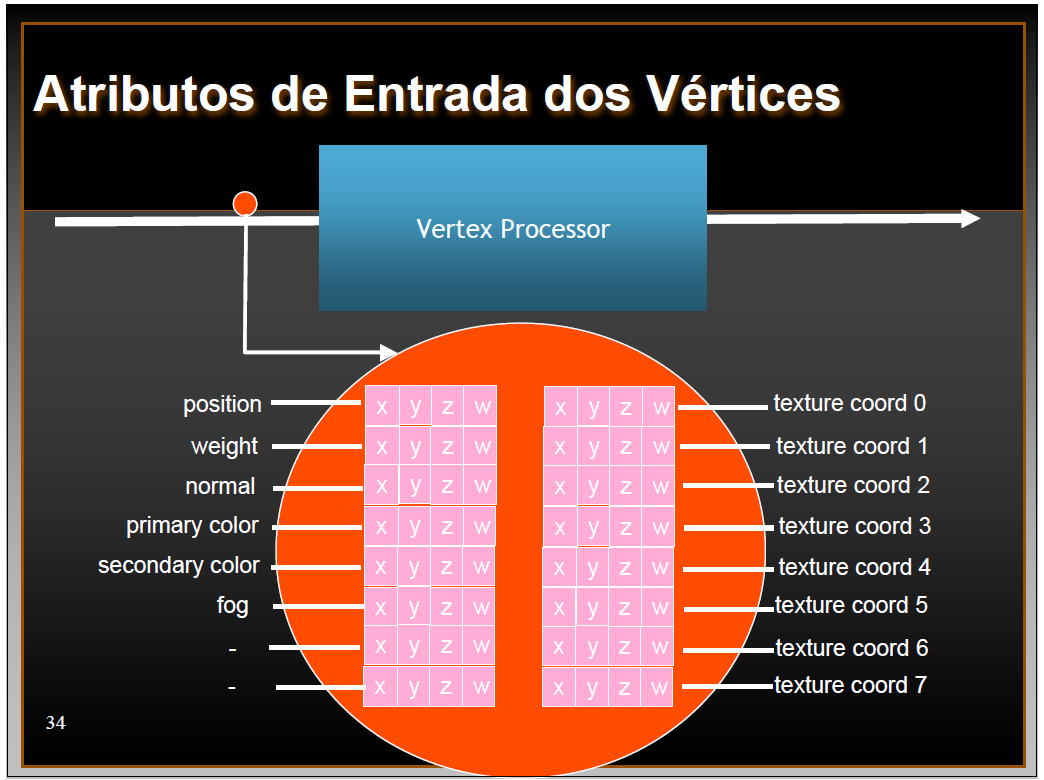 Atributos de Entrada dos Vértices
Vertex Processor
position x y z w x y z w texture coord 0
weight x y z w x y z w texture coord 1
normal x y z w x y z w texture coord 2
primary color x y z w x y z w texture coord 3
secondary color x y z w x y z w texture coord 4
fog x y z w x y z w texture coord 5
- x y z w x y z w texture coord 6
- x y z w x y z w texture coord 7
34